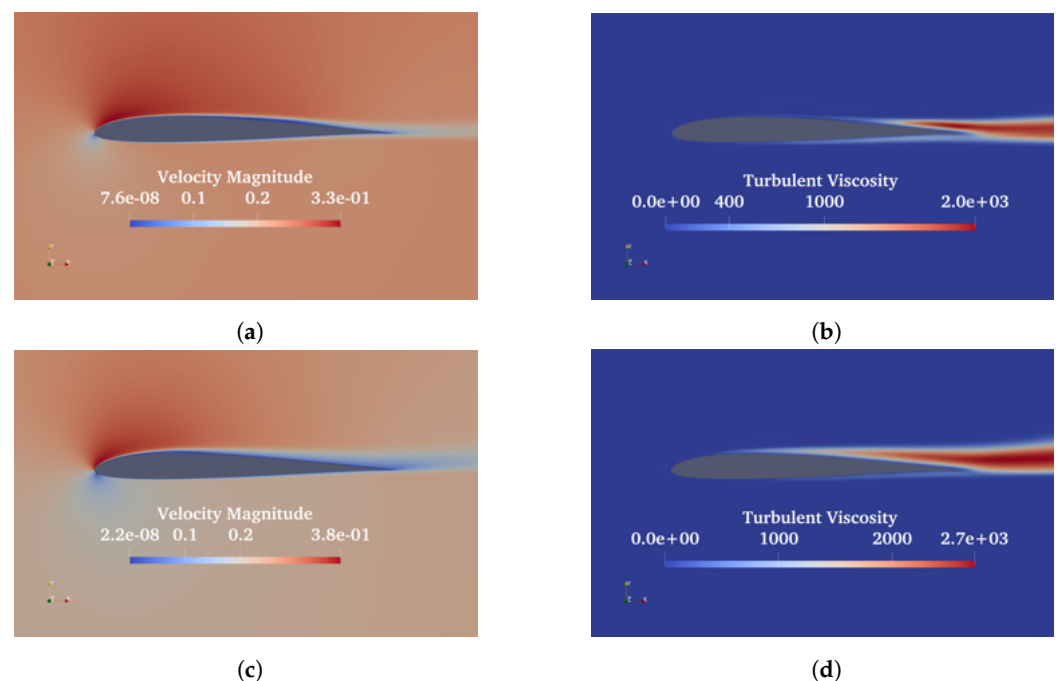 Velocity Magnitude
7.6e-08 0.1 0.2 3.3e-01
(a)
Turbulent Viscosity
0.0e+00 400 1000 2.0e+03
(b)
Velocity Magnitude
2.2e-08 0.1 0.2 3.8e-01
(c)
Turbulent Viscosity
0.0e+00 1000 2000 2.7e+03
(d)